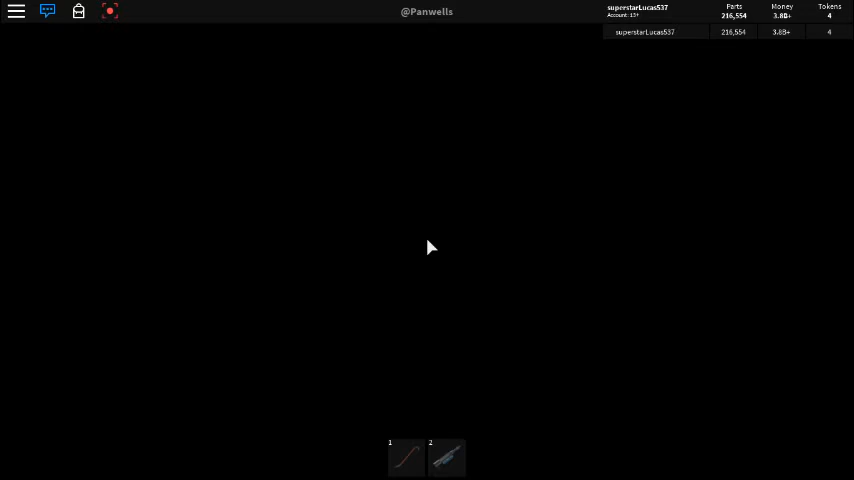 @Panwells
superstarLucas537
Account: 13+
Parts
216,554
Money
3.8B+
Tokens
4
superstarLucas537 216,554 3.8B+ 4
1 2